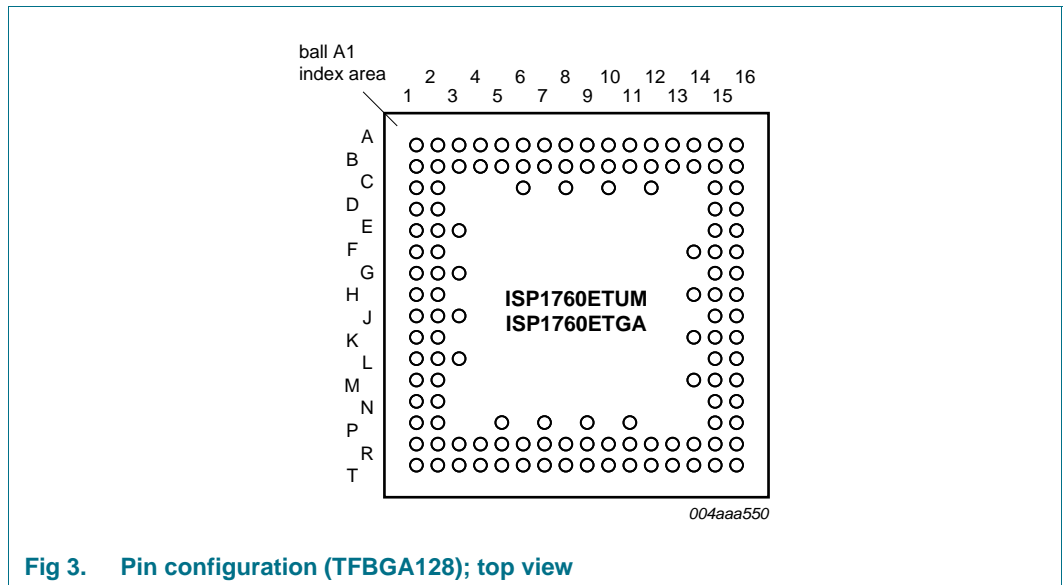 ball A1
index area
2 4 6 8 10 12 14 16
1 3 5 7 9 11 13 15
A
B
C
D
E
F
G
H
J
K
L
M
N
P
R
T
ISP1760ETUM
ISP1760ETGA
004aaa550
Fig 3. Pin configuration (TFBGA128); top view